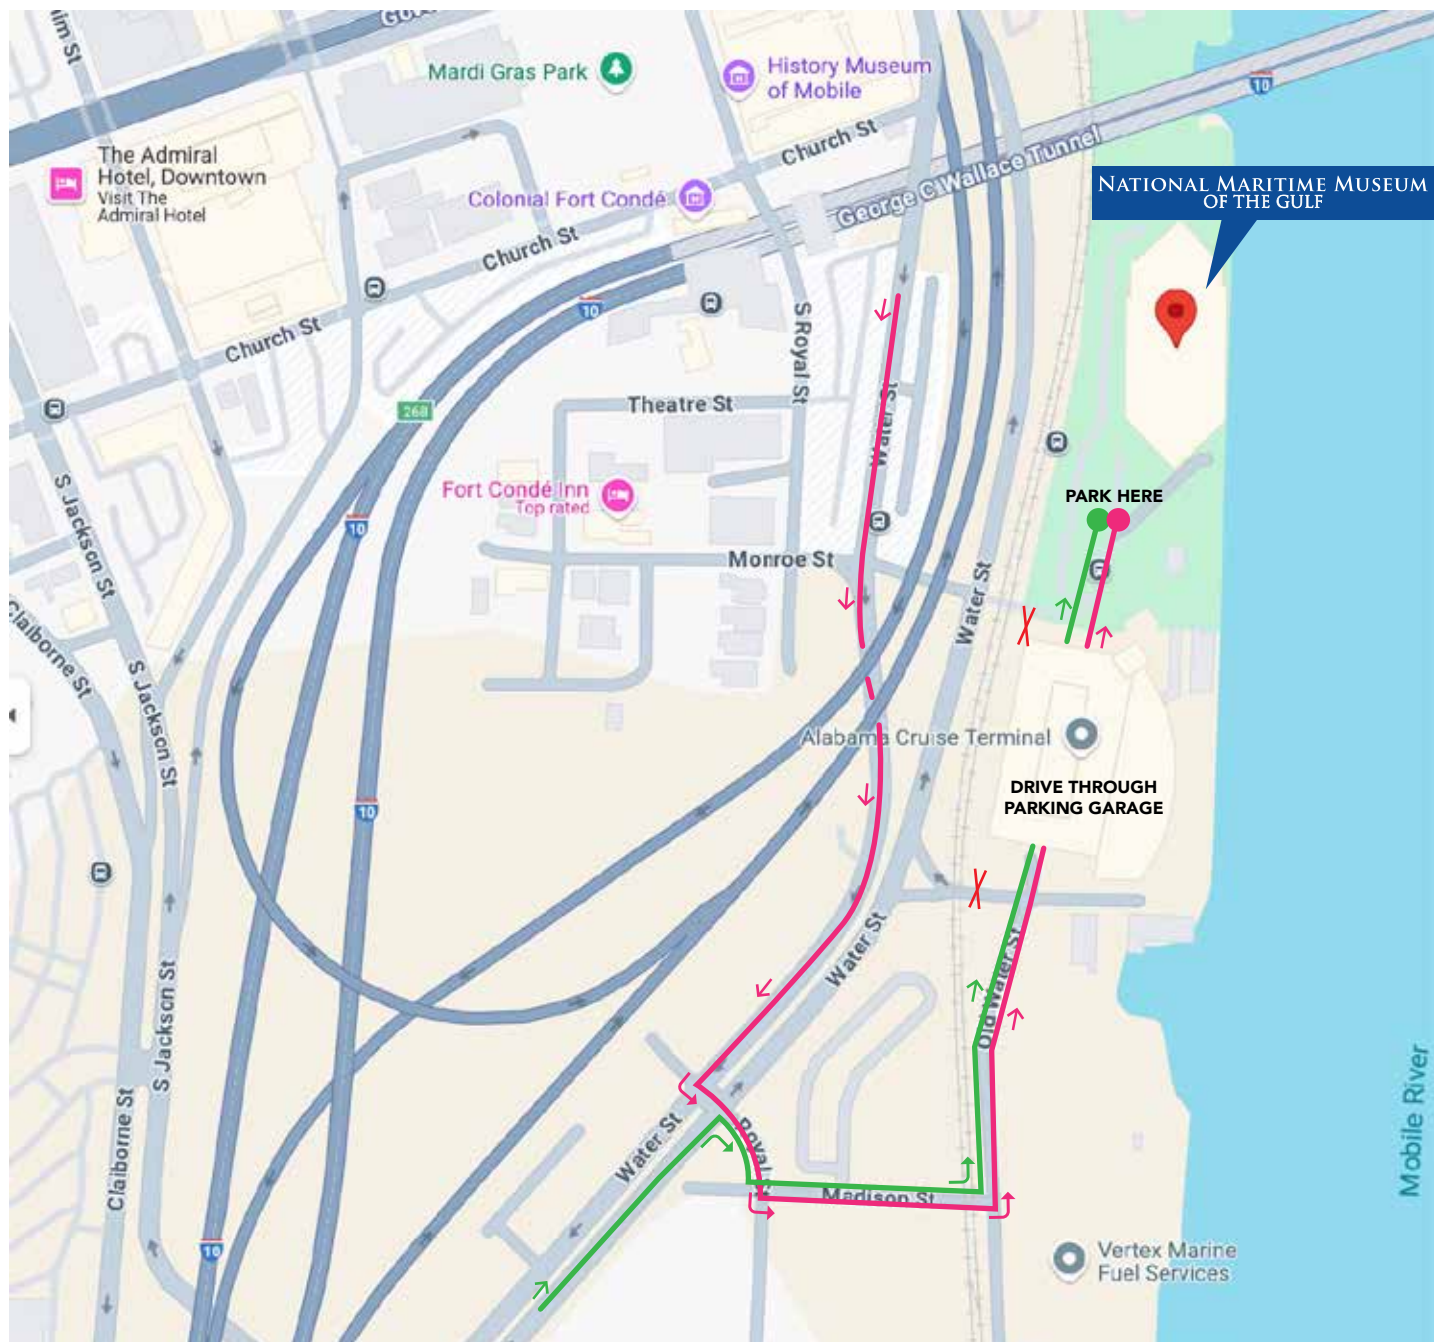 Gov
10
Mardi Gras Park
History Museum
of Mobile
Church St
George C Wallace Tunnel
The Admiral
Hotel, Downtown
Visit The
Admiral Hotel
NATIONAL MARITIME MUSEUM
OF THE GULF
Colonial Fort Condé
Church St
10
Church St
S Royal St
268
Theatre St
Water St
Fort Condé Inn
Top rated
PARK HERE
S Jackson St
10
Monroe St
Water St
Claiborne St
S Jackson St
Alabama Cruise Terminal
DRIVE THROUGH
PARKING GARAGE
10
Water St
Old Water St
S Jackson St
Claiborne St
Water St
Royal S
Madison St
Mobile River
10
Vertex Marine
Fuel Services